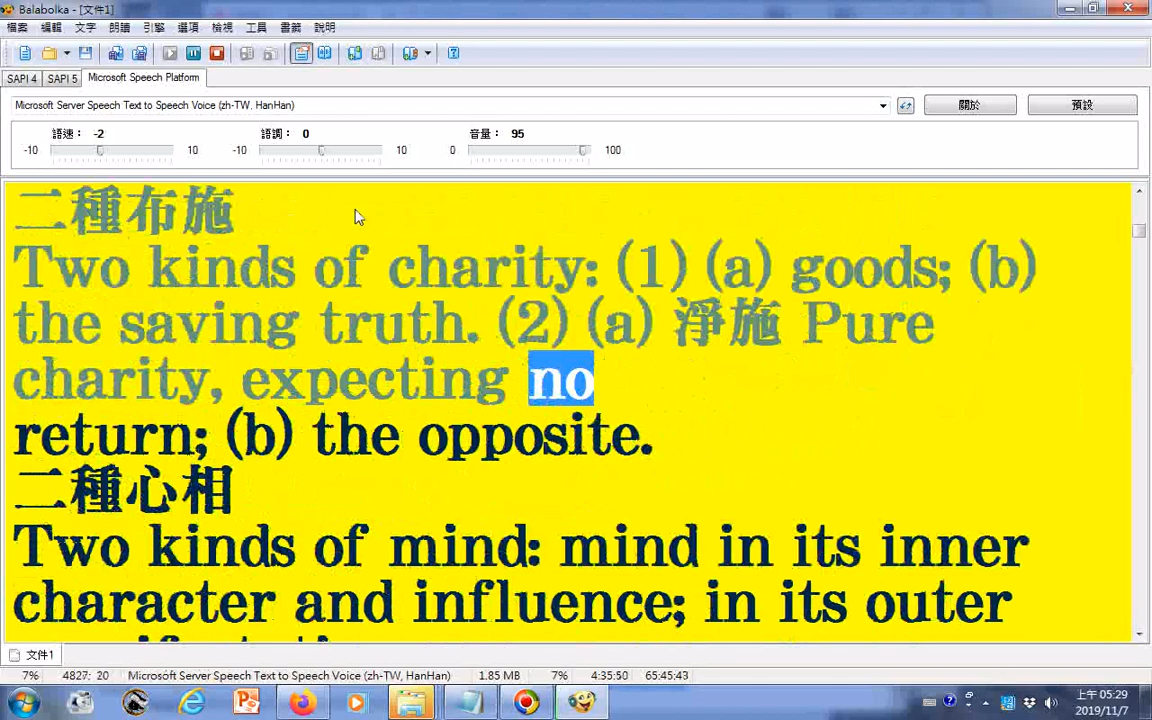 Balabolka - [文件1]
檔案 編輯 文字 朗讀 引擎 選項 檢視 工具 書籤 說明
SAPI 4 SAPI 5 Microsoft Speech Platform
Microsoft Server Speech Text to Speech Voice (zh-TW, HanHan) 關於 預設
語速： -2 語調： 0 音量： 95
-10 10 -10 10 0 100
二種布施
Two kinds of charity: (1) (a) goods; (b)
the saving truth. (2) (a) 淨施 Pure
charity, expecting no
return; (b) the opposite.
二種心相
Two kinds of mind: mind in its inner
character and influence; in its outer
文件1
7% 4827: 20 Microsoft Server Speech Text to Speech Voice (zh-TW, HanHan) 7% 1.85 MB 4:35:50 65:45:43
上午 05:29
2019/11/7